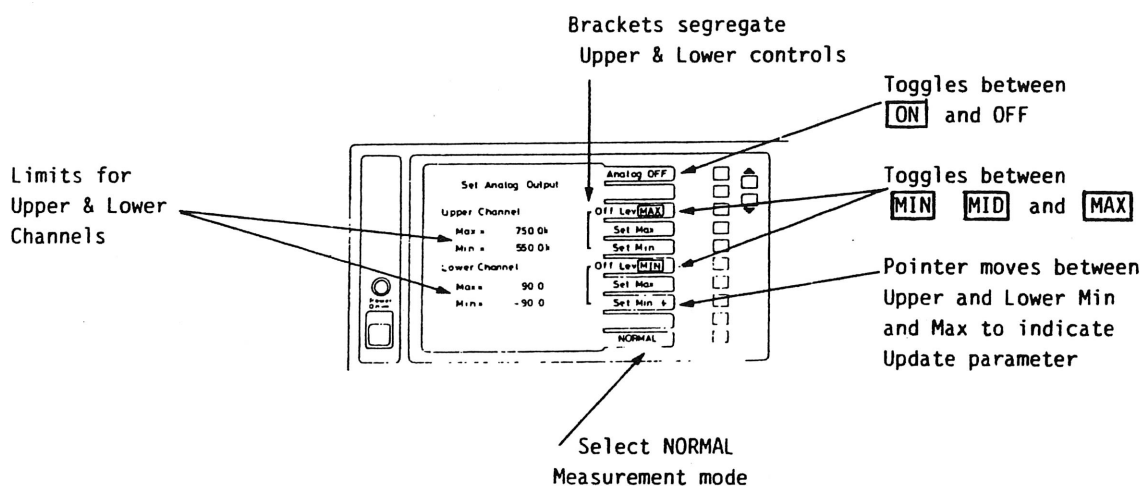 Brackets segregate
Upper & Lower controls
Toggles between
ON and OFF
Limits for
Upper & Lower
Channels
Set Analog Output
Upper Channel
Max = 750.0k
Min = 550.0k
Lower Channel
Max = 90.0
Min = -90.0
Power
Analog OFF
Off Lev MAX
Set Max
Set Min
Off Lev MIN
Set Max
Set Min
NORMAL
Toggles between
MIN MID and MAX
Pointer moves between
Upper and Lower Min
and Max to indicate
Update parameter
Select NORMAL
Measurement mode